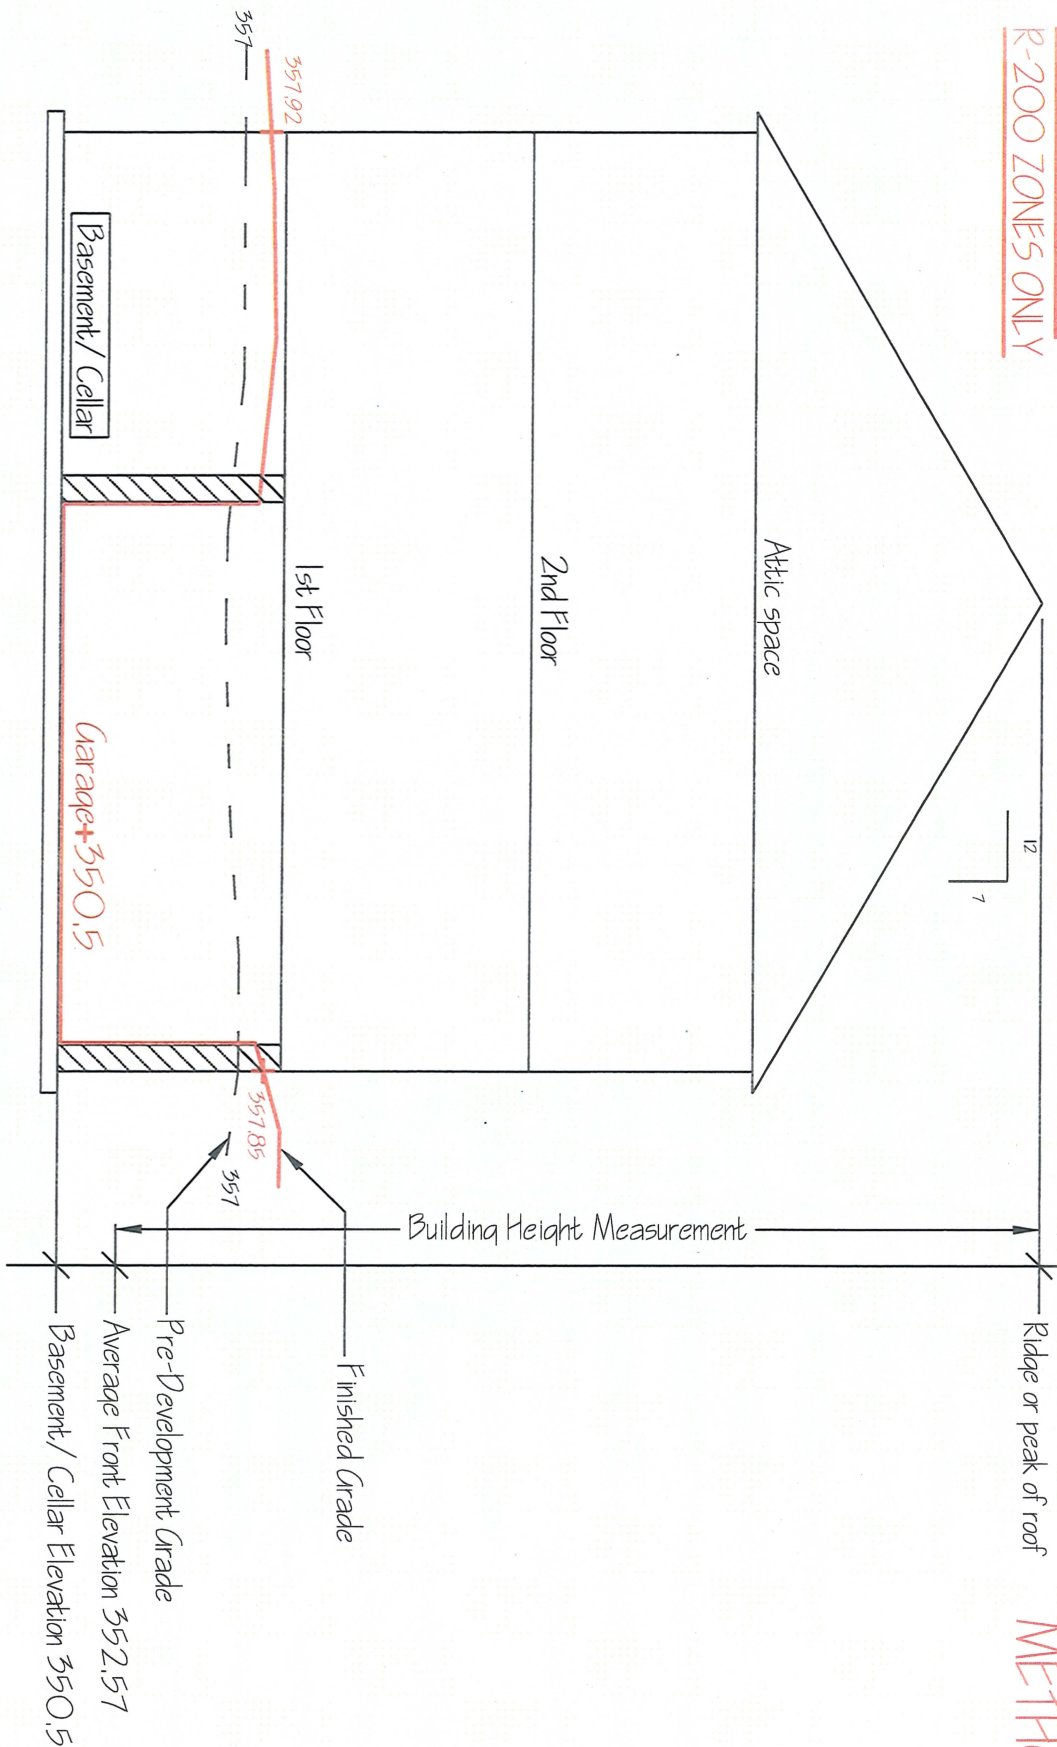 R-200 ZONES ONLY
METH
12
7
Ridge or peak of roof
Attic space
Building Height Measurement
2nd Floor
1st Floor
Finished Grade
357.92
357
357.85
357
Pre-Development Grade
Basement/ Cellar
Garage+350.5
Average Front Elevation 352.57
Basement/ Cellar Elevation 350.5